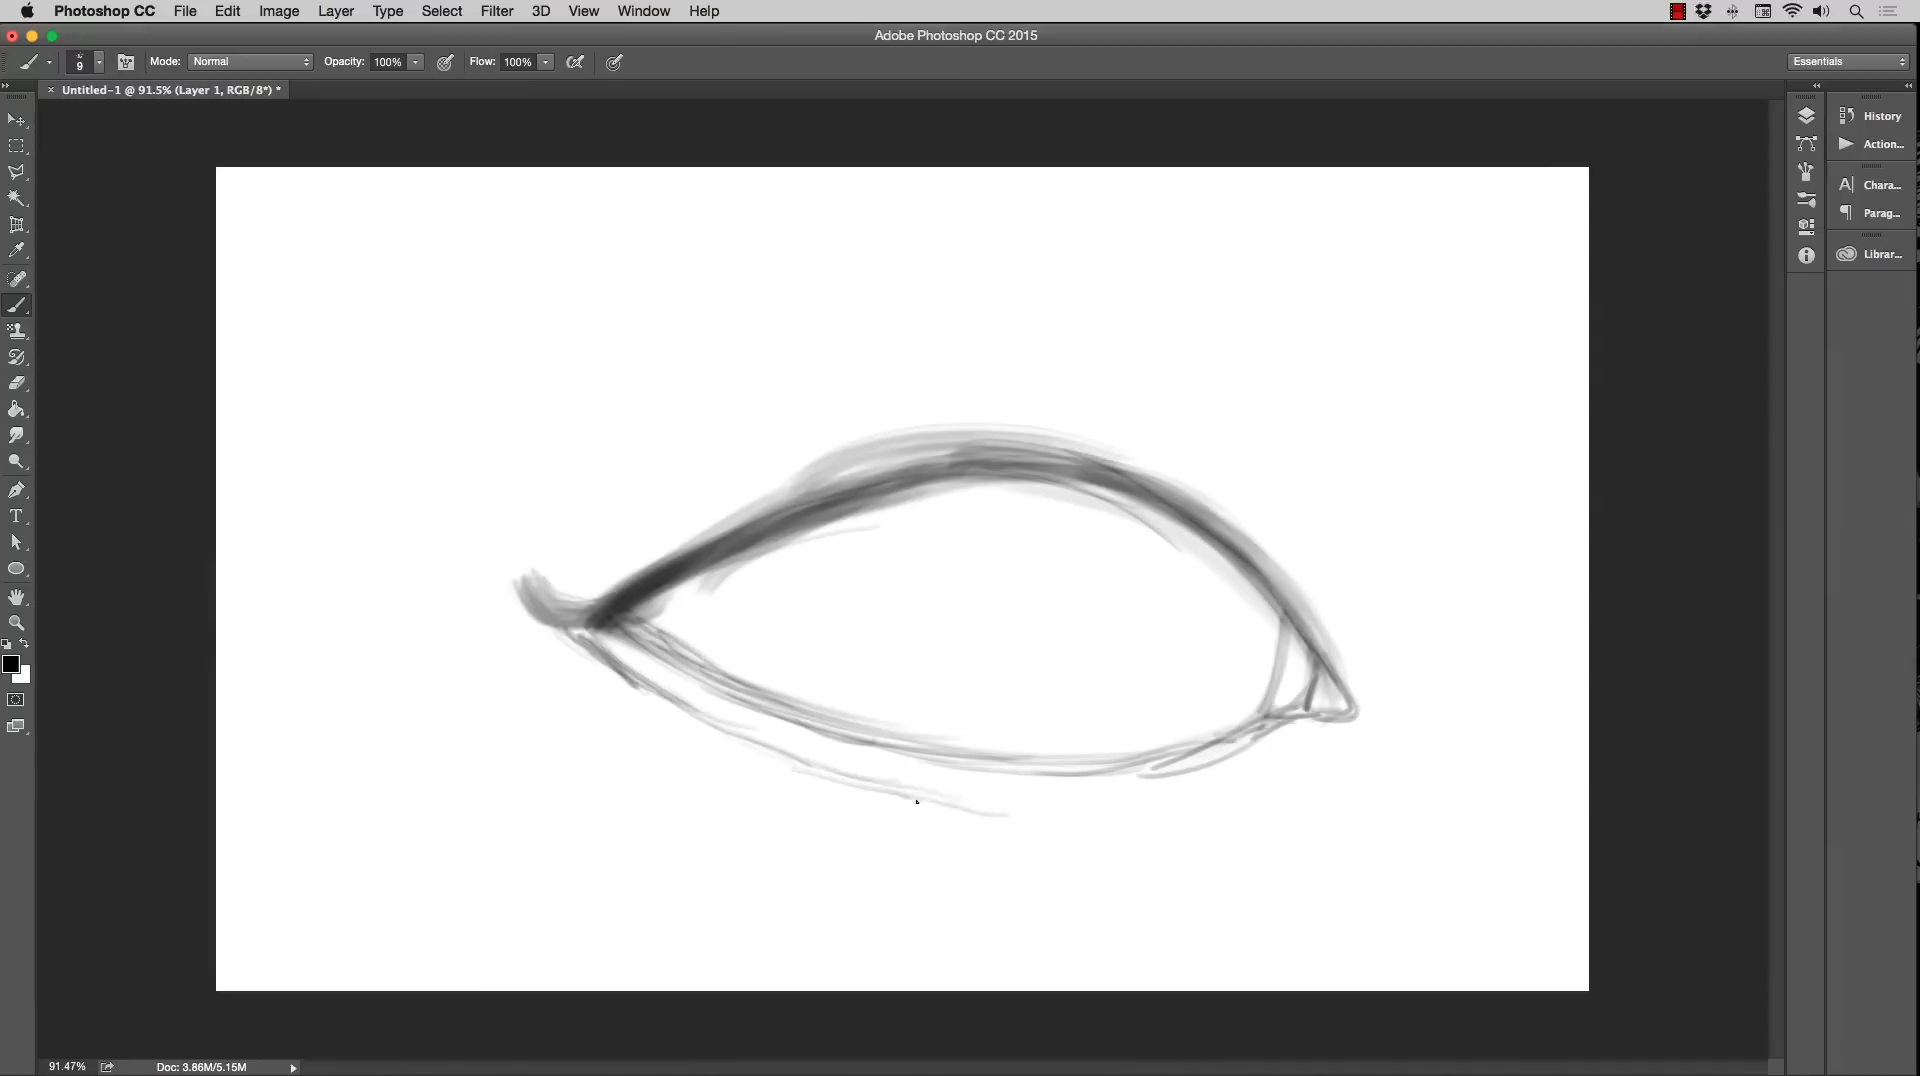 Photoshop CC File Edit Image Layer Type Select Filter 3D View Window Help
Adobe Photoshop CC 2015
9 Mode: Normal Opacity: 100% Flow: 100% Essentials
× Untitled-1 @ 91.5% (Layer 1, RGB/8*) *
History
Action...
A| Chara...
Parag...
Librar...
T
91.47% Doc: 3.86M/5.15M